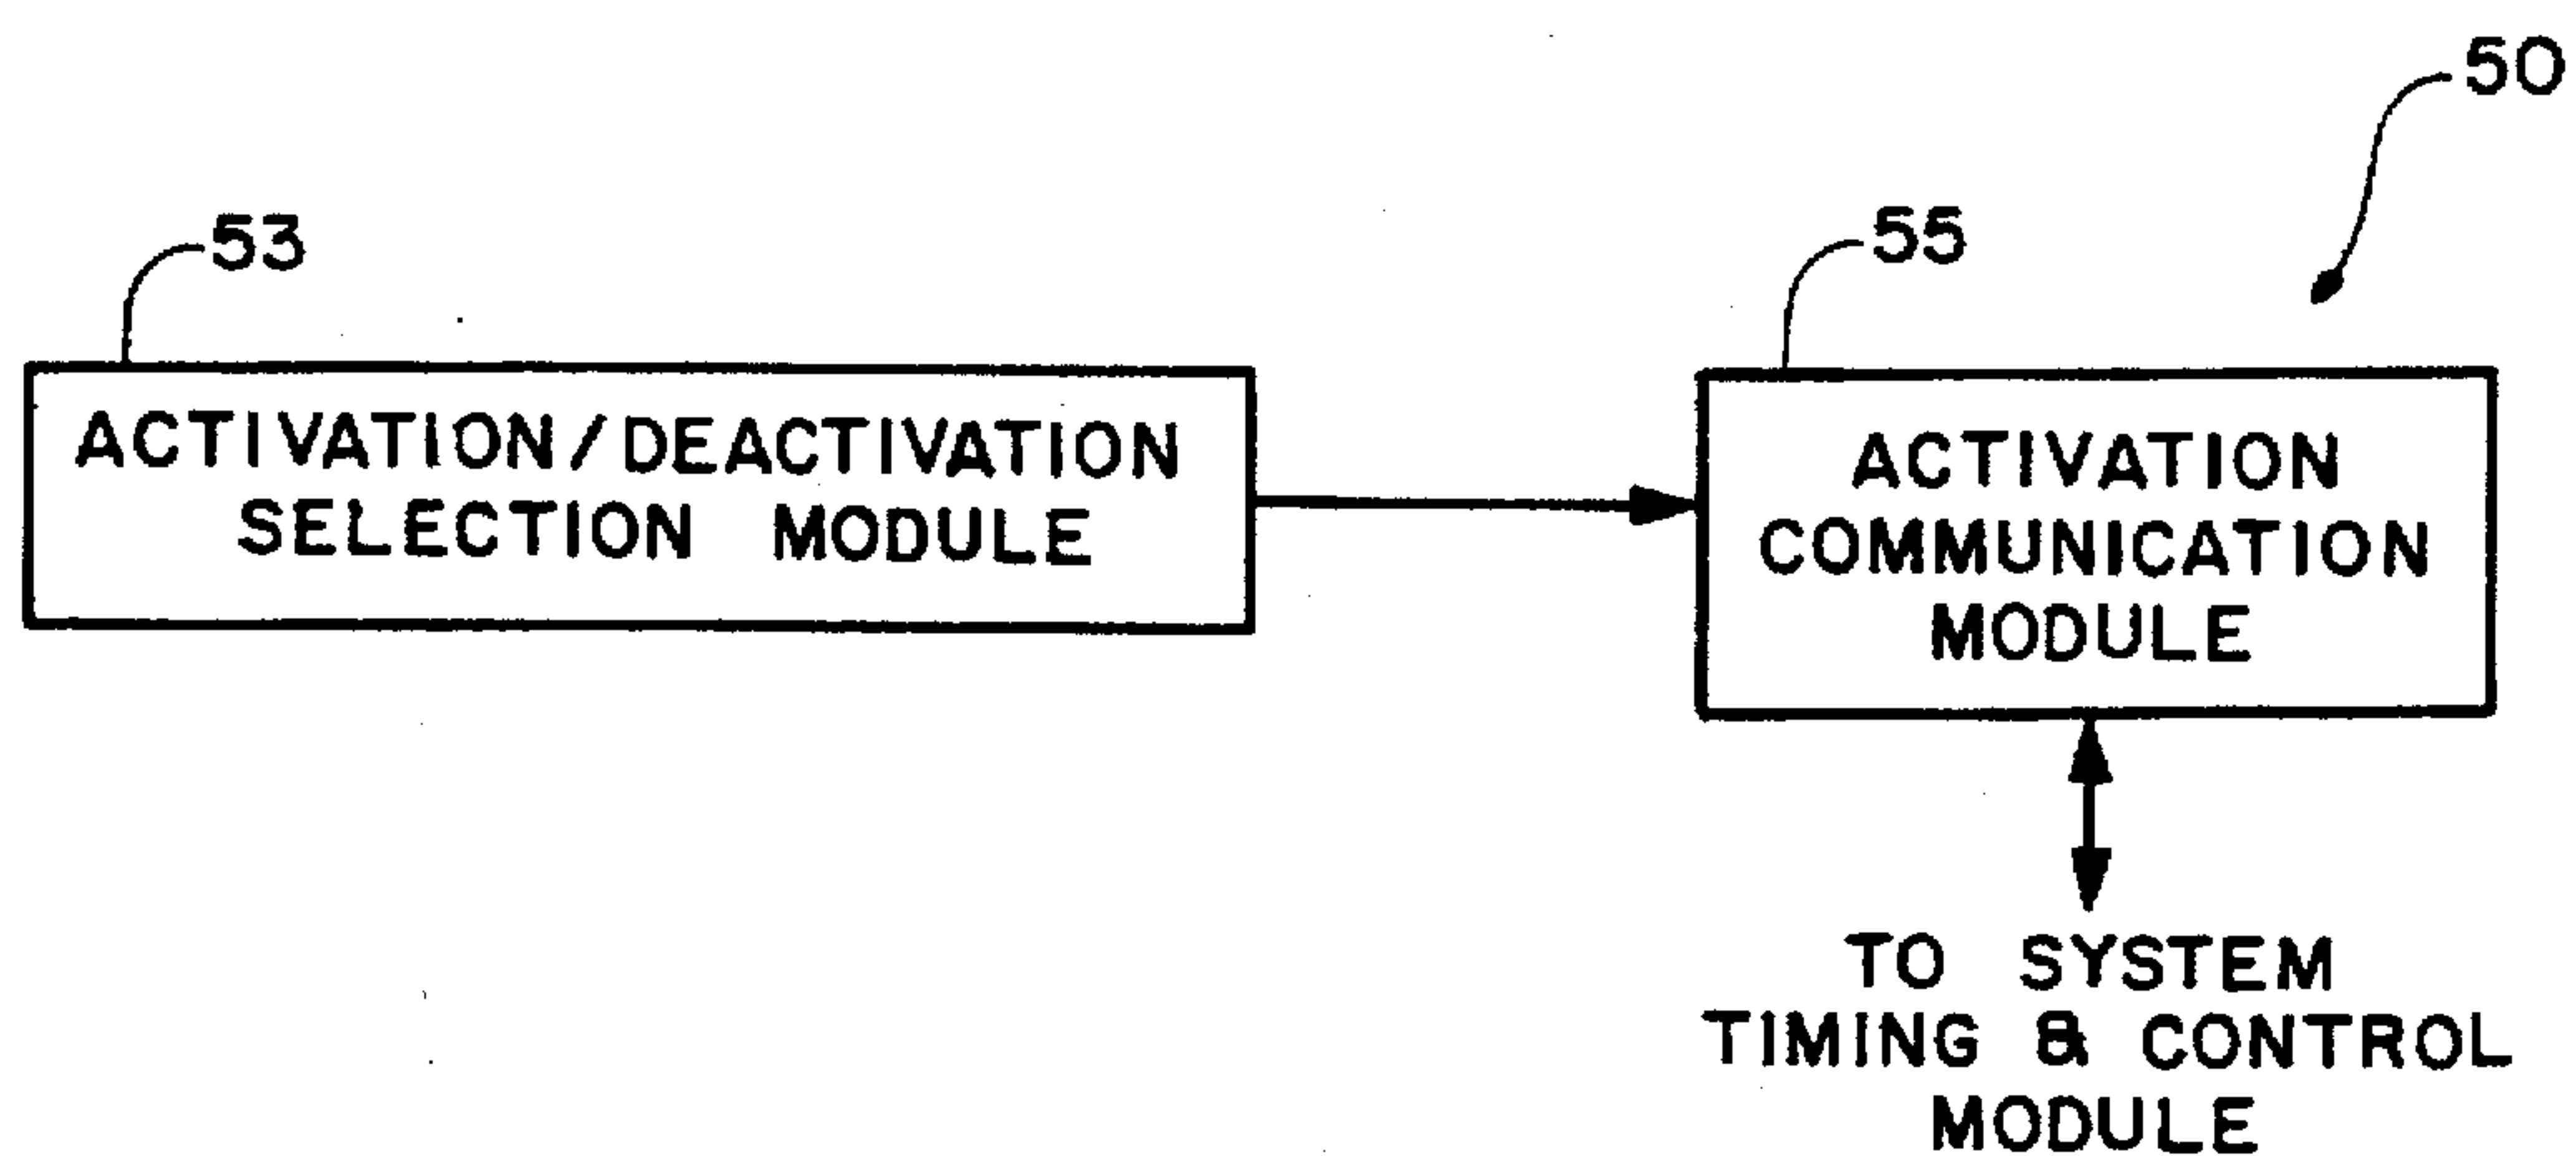 50
53
55
ACTIVATION/DEACTIVATION
SELECTION MODULE
ACTIVATION
COMMUNICATION
MODULE
TO SYSTEM
TIMING & CONTROL
MODULE